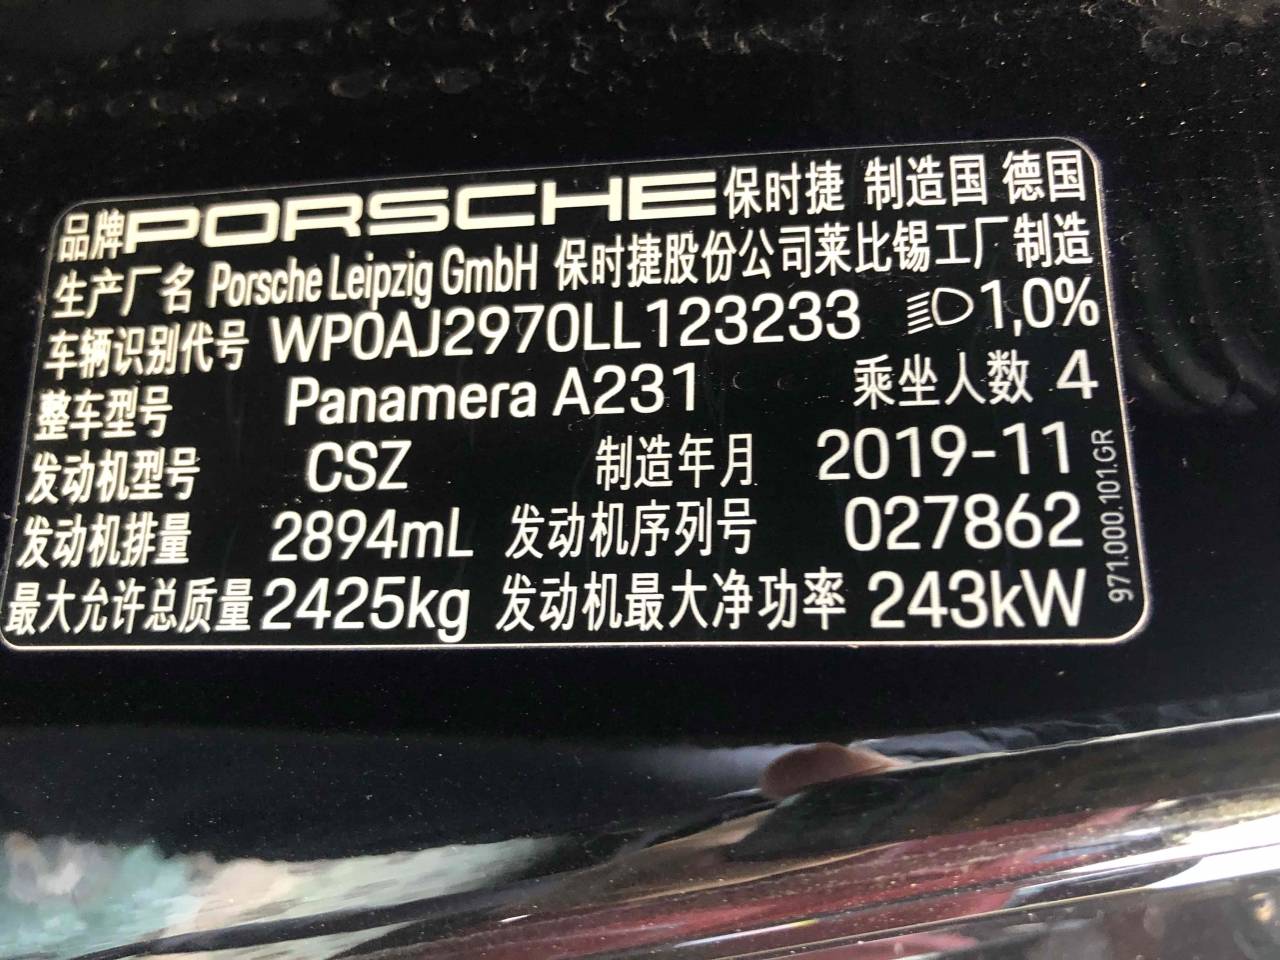 品牌 PORSCHE 保时捷 制造国 德国
生产厂名 Porsche Leipzig GmbH 保时捷股份公司莱比锡工厂制造
车辆识别代号 WP0AJ2970LL123233 1,0%
整车型号 Panamera A231 乘坐人数 4
发动机型号 CSZ 制造年月 2019-11
发动机排量 2894mL 发动机序列号 027862
最大允许总质量 2425kg 发动机最大净功率 243kW
971.000.101.GR